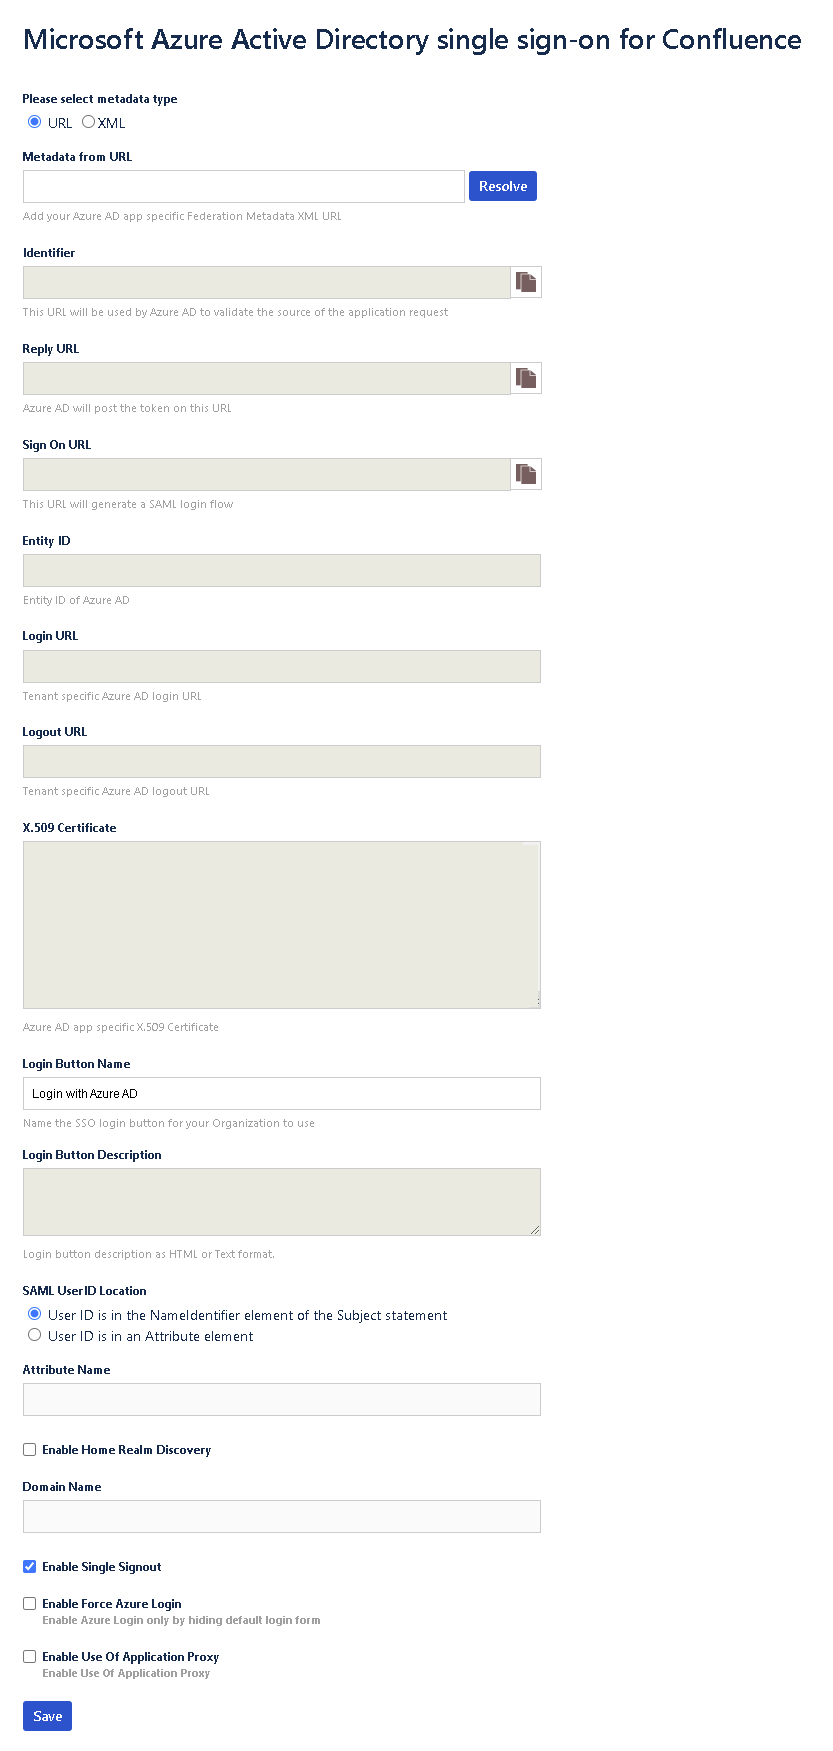 Microsoft Azure Active Directory single sign-on for Confluence
Please select metadata type
URL XML
Metadata from URL
Resolve
Add your Azure AD app specific Federation Metadata XML URL
Identifier
This URL will be used by Azure AD to validate the source of the application request
Reply URL
Azure AD will post the token on this URL
Sign On URL
This URL will generate a SAML login flow
Entity ID
Entity ID of Azure AD
Login URL
Tenant specific Azure AD login URL
Logout URL
Tenant specific Azure AD logout URL
X.509 Certificate
Azure AD app specific X.509 Certificate
Login Button Name
Login with Azure AD
Name the SSO login button for your Organization to use
Login Button Description
Login button description as HTML or Text format.
SAML UserID Location
User ID is in the NameIdentifier element of the Subject statement
User ID is in an Attribute element
Attribute Name
Enable Home Realm Discovery
Domain Name
Enable Single Signout
Enable Force Azure Login
Enable Azure Login only by hiding default login form
Enable Use Of Application Proxy
Enable Use Of Application Proxy
Save